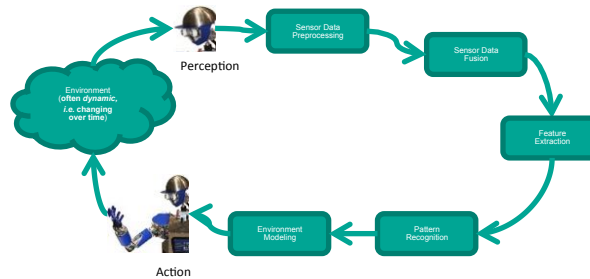 Sensor Data
Preprocessing
Sensor Data
Fusion
Perception
Environment
(often dynamic,
i.e. changing
over time)
Feature
Extraction
Environment
Modeling
Pattern
Recognition
Action